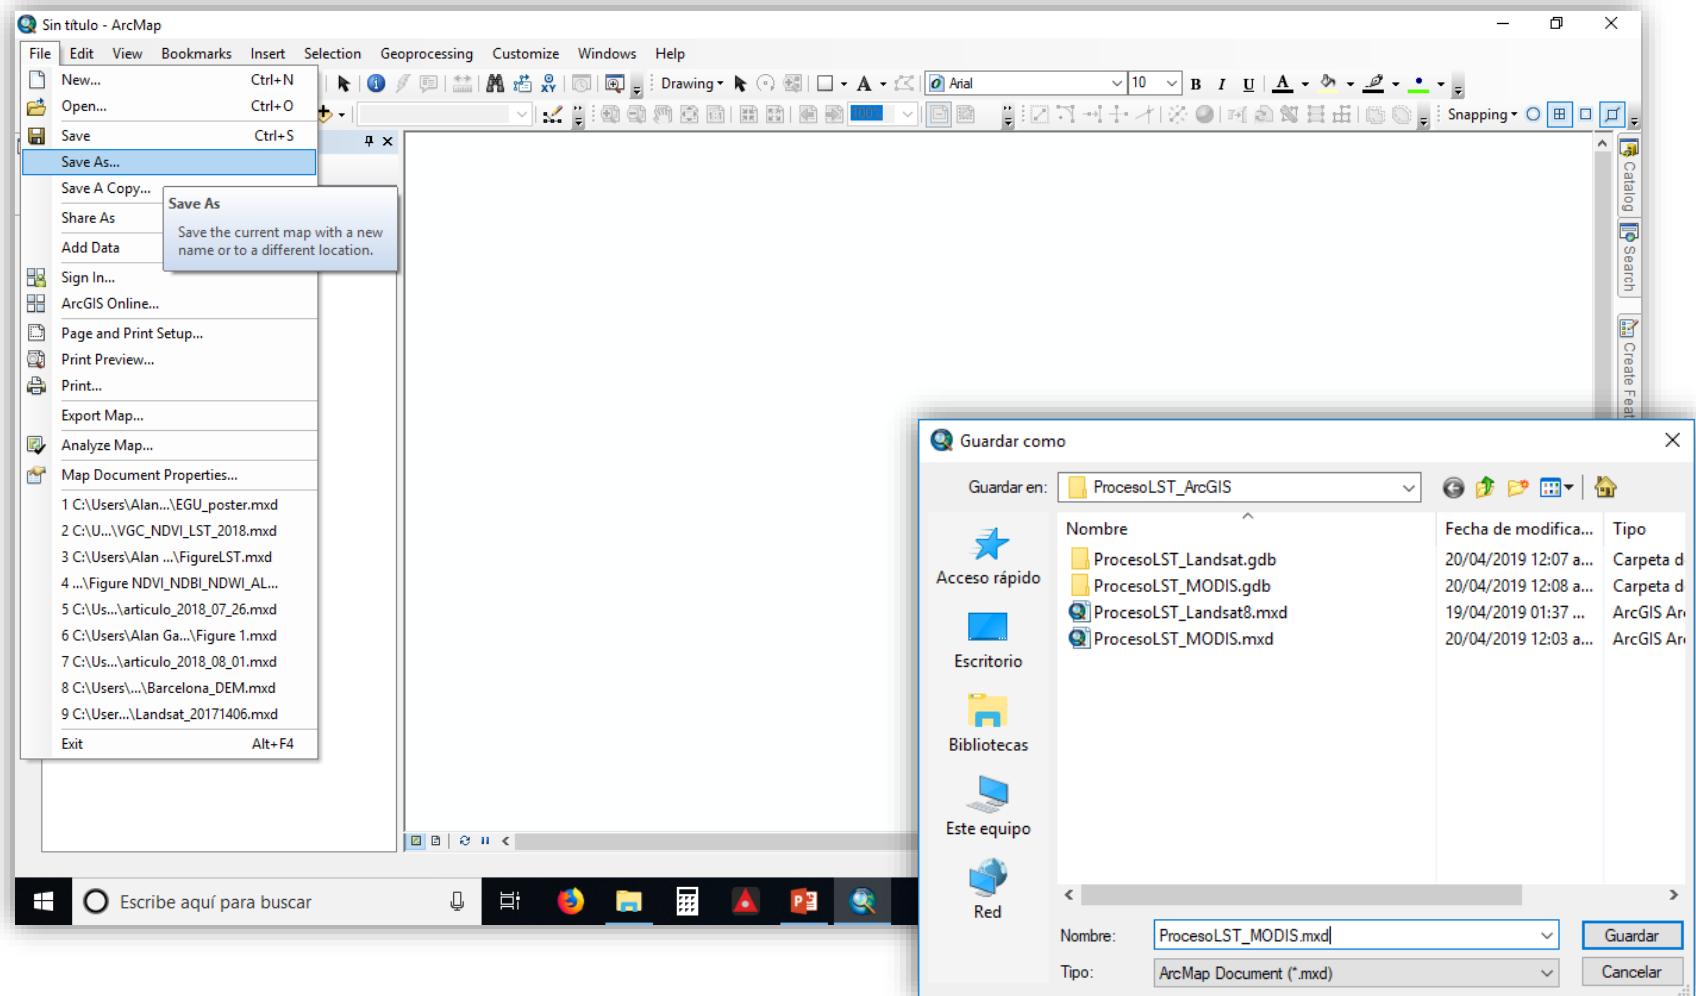 Sin título - ArcMap
File Edit View Bookmarks Insert Selection Geoprocessing Customize Windows Help
New... Ctrl+N
Drawing A Arial 10 B I U A
Open... Ctrl+O
100%
Snapping
Save Ctrl+S
Save As...
Save A Copy...
Save As
Save the current map with a new
name or to a different location.
Share As
Add Data
Sign In...
ArcGIS Online...
Page and Print Setup...
Print Preview...
Print...
Export Map...
Analyze Map...
Map Document Properties...
1 C:\Users\Alan...\EGU_poster.mxd
2 C:\U...\VGC_NDVI_LST_2018.mxd
3 C:\Users\Alan ...\FigureLST.mxd
4 ...\Figure NDVI_NDBI_NDWI_AL...
5 C:\Us...\articulo_2018_07_26.mxd
6 C:\Users\Alan Ga...\Figure 1.mxd
7 C:\Us...\articulo_2018_08_01.mxd
8 C:\Users\...\Barcelona_DEM.mxd
9 C:\User...\Landsat_20171406.mxd
Exit Alt+F4
Catalog
Search
Create Feat
Escribe aquí para buscar
Guardar como
Guardar en: ProcesoLST_ArcGIS
Nombre Fecha de modifica... Tipo
ProcesoLST_Landsat.gdb 20/04/2019 12:07 a... Carpeta d
ProcesoLST_MODIS.gdb 20/04/2019 12:08 a... Carpeta d
ProcesoLST_Landsat8.mxd 19/04/2019 01:37 ... ArcGIS Ar
ProcesoLST_MODIS.mxd 20/04/2019 12:03 a... ArcGIS Ar
Acceso rápido
Escritorio
Bibliotecas
Este equipo
Red
Nombre: ProcesoLST_MODIS.mxd Guardar
Tipo: ArcMap Document (*.mxd) Cancelar